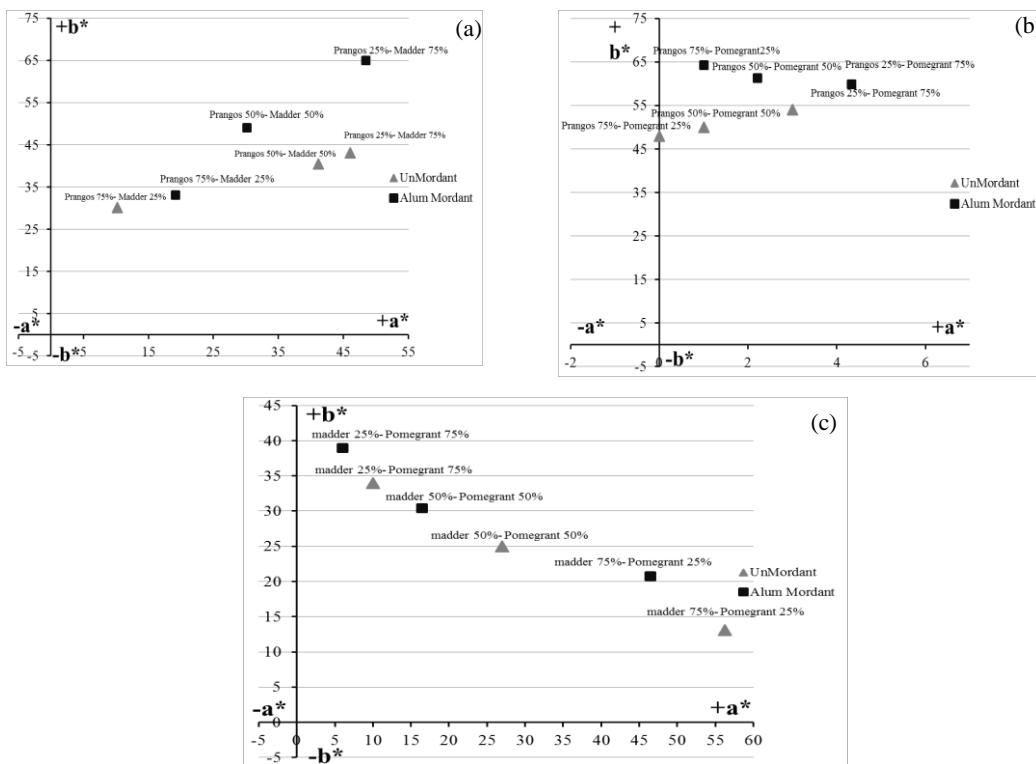 75
+b*
(a)
Prangos 25%- Madder 75%
65
55
Prangos 50%- Madder 50%
45
Prangos 25%- Madder 75%
Prangos 50%- Madder 50%
35
Prangos 75%- Madder 25%
UnMordant
Prangos 75%- Madder 25%
Alum Mordant
25
15
5
+a*
-a*
-5 -5 -b* 5 15 25 35 45 55
75
+
(b)
b*
Prangos 75%- Pomegrant25%
65
Prangos 50%- Pomegrant 50%
Prangos 25%- Pomegrant 75%
55
Prangos 25%- Pomegrant 75%
Prangos 50%- Pomegrant 50%
Prangos 75%- Pomegrant 25%
45
35
UnMordant
Alum Mordant
25
15
5
-a*
+a*
-5
-b*
-2 0 2 4 6
45
+b*
(c)
madder 25%- Pomegrant 75%
40
35
madder 25%- Pomegrant 75%
30
madder 50%- Pomegrant 50%
25
madder 50%- Pomegrant 50%
20
madder 75%- Pomegrant 25%
UnMordant
Alum Mordant
15
madder 75%- Pomegrant 25%
10
5
-a*
+a*
0
-5 0 5 10 15 20 25 30 35 40 45 50 55 60
-5
-b*